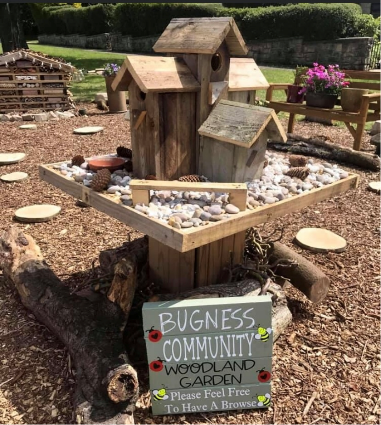 BUGNESS
COMMUNITY
WOODLAND
GARDEN
Please Feel Free
To Have A Browse